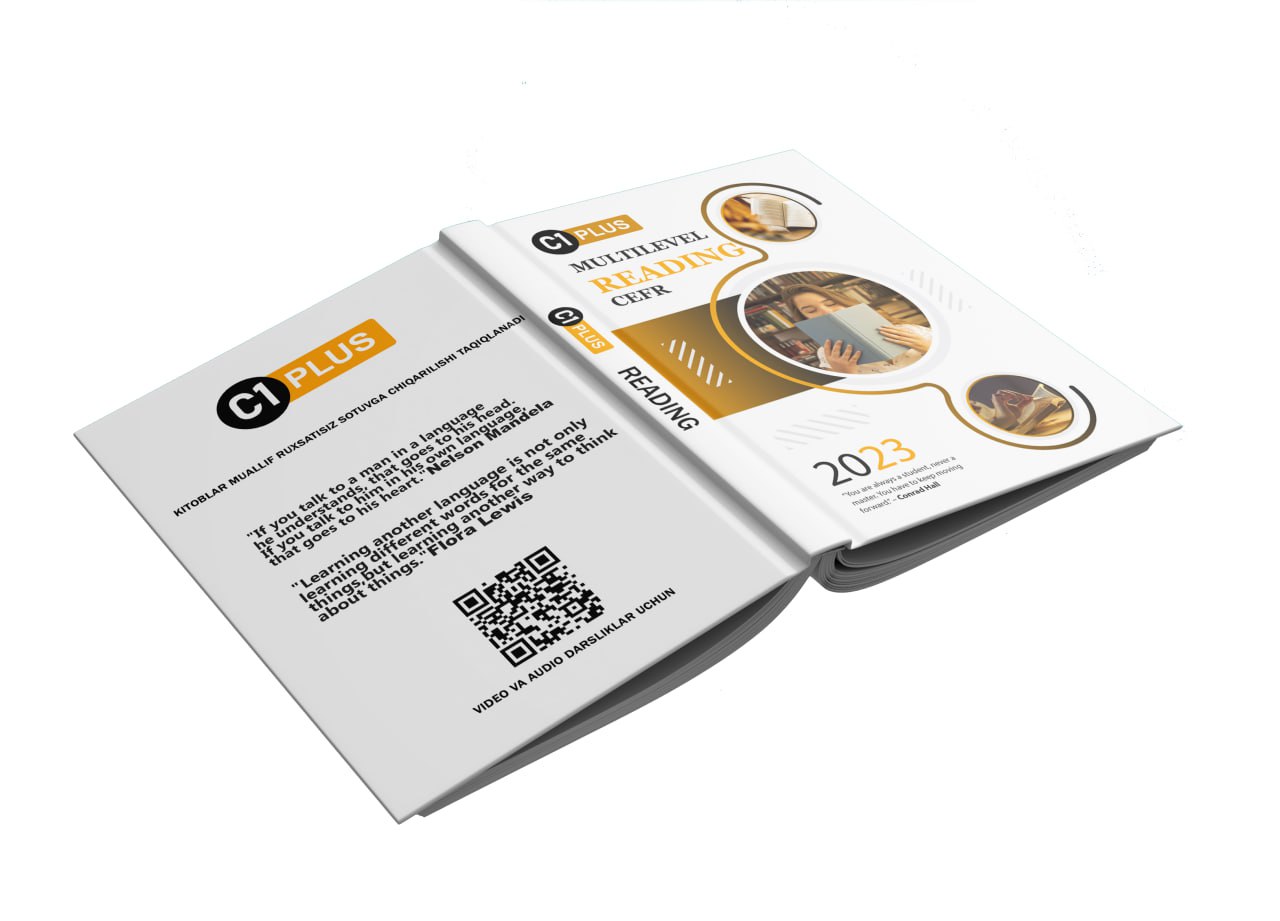 C1 PLUS
KITOBLAR MUALLIF RUXSATISIZ SOTUVGA CHIQARILISHI TAQIQLANADI
"If you talk to a man in a language
he understands, that goes to his head.
If you talk to him in his own language,
that goes to his heart. "Nelson Mandela
"Learning another language is not only
learning different words for the same
things,but learning another way to think
about things." Flora Lewis
VIDEO VA AUDIO DARSLIKLAR UCHUN
C1 PLUS
READING
C1 PLUS
MULTILEVEL
READING
CEFR
2023
"You are always a student, never a
master. You have to keep moving
forward." – Conrad Hall